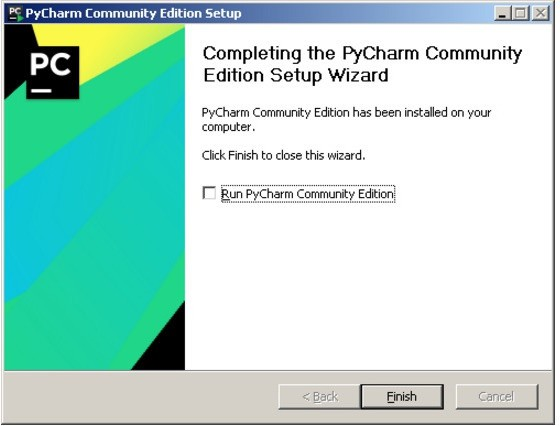 PyCharm Community Edition Setup
PC
Completing the PyCharm Community
Edition Setup Wizard
PyCharm Community Edition has been installed on your
computer.
Click Finish to close this wizard.
Run PyCharm Community Edition
< Back
Finish
Cancel